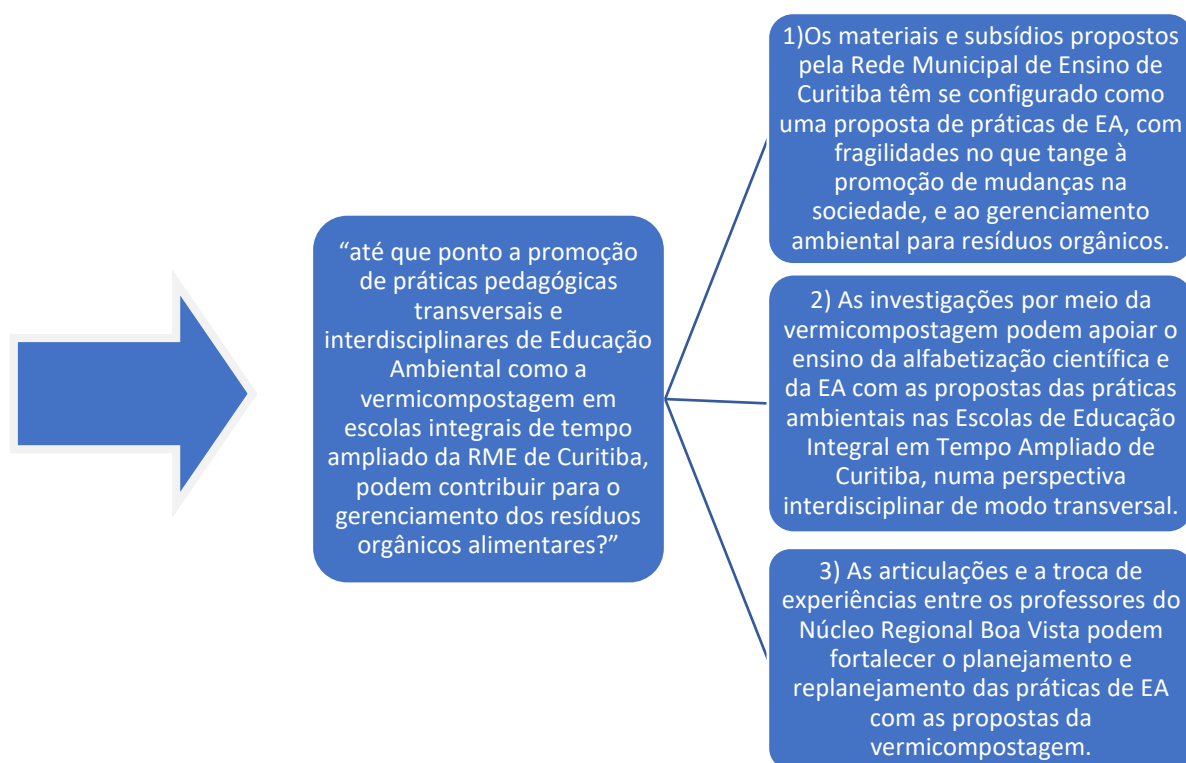 “até que ponto a promoção
de práticas pedagógicas
transversais e
interdisciplinares de Educação
Ambiental como a
vermicompostagem em
escolas integrais de tempo
ampliado da RME de Curitiba,
podem contribuir para o
gerenciamento dos resíduos
orgânicos alimentares?”
1)Os materiais e subsídios propostos
pela Rede Municipal de Ensino de
Curitiba têm se configurado como
uma proposta de práticas de EA, com
fragilidades no que tange à
promoção de mudanças na
sociedade, e ao gerenciamento
ambiental para resíduos orgânicos.
2) As investigações por meio da
vermicompostagem podem apoiar o
ensino da alfabetização científica e
da EA com as propostas das práticas
ambientais nas Escolas de Educação
Integral em Tempo Ampliado de
Curitiba, numa perspectiva
interdisciplinar de modo transversal.
3) As articulações e a troca de
experiências entre os professores do
Núcleo Regional Boa Vista podem
fortalecer o planejamento e
replanejamento das práticas de EA
com as propostas da
vermicompostagem.